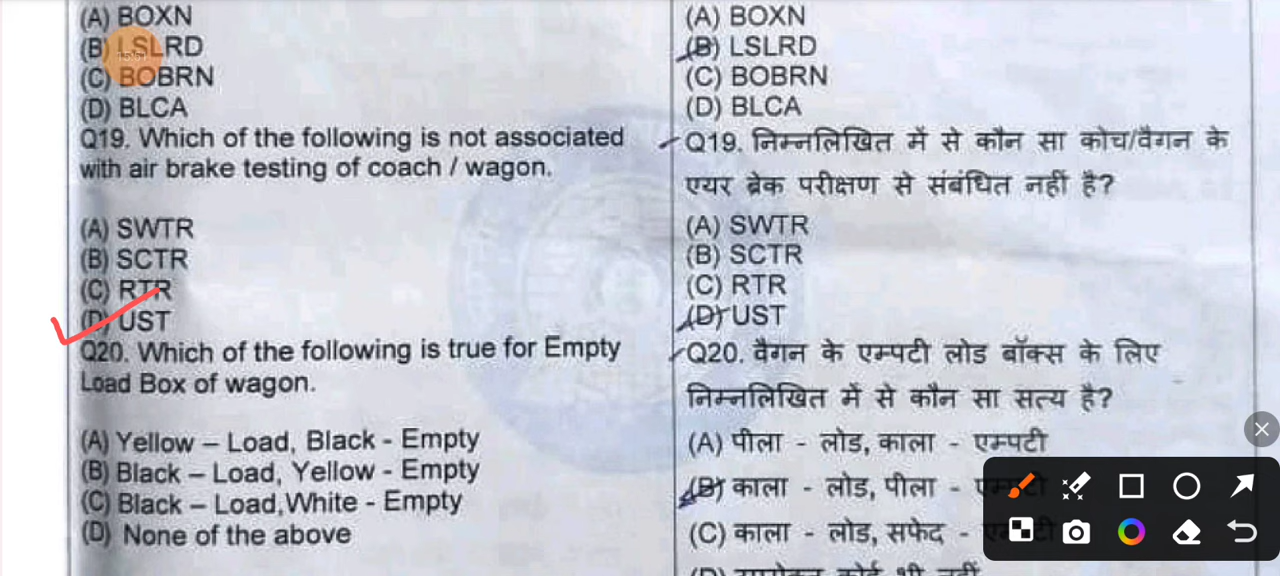 (A) BOXN
(B) LSLRD
(C) BOBRN
(D) BLCA
Q19. Which of the following is not associated
with air brake testing of coach / wagon.
(A) SWTR
(B) SCTR
(C) RTR
(D) UST
Q20. Which of the following is true for Empty
Load Box of wagon.
(A) Yellow – Load, Black - Empty
(B) Black – Load, Yellow - Empty
(C) Black – Load,White - Empty
(D) None of the above
(A) BOXN
(B) LSLRD
(C) BOBRN
(D) BLCA
Q19. निम्नलिखित में से कौन सा कोच/वैगन के
एयर ब्रेक परीक्षण से संबंधित नहीं है?
(A) SWTR
(B) SCTR
(C) RTR
(D) UST
Q20. वैगन के एम्पटी लोड बॉक्स के लिए
निम्नलिखित में से कौन सा सत्य है?
(A) पीला - लोड, काला - एम्पटी
(B) काला - लोड, पीला -
(C) काला - लोड, सफेद -